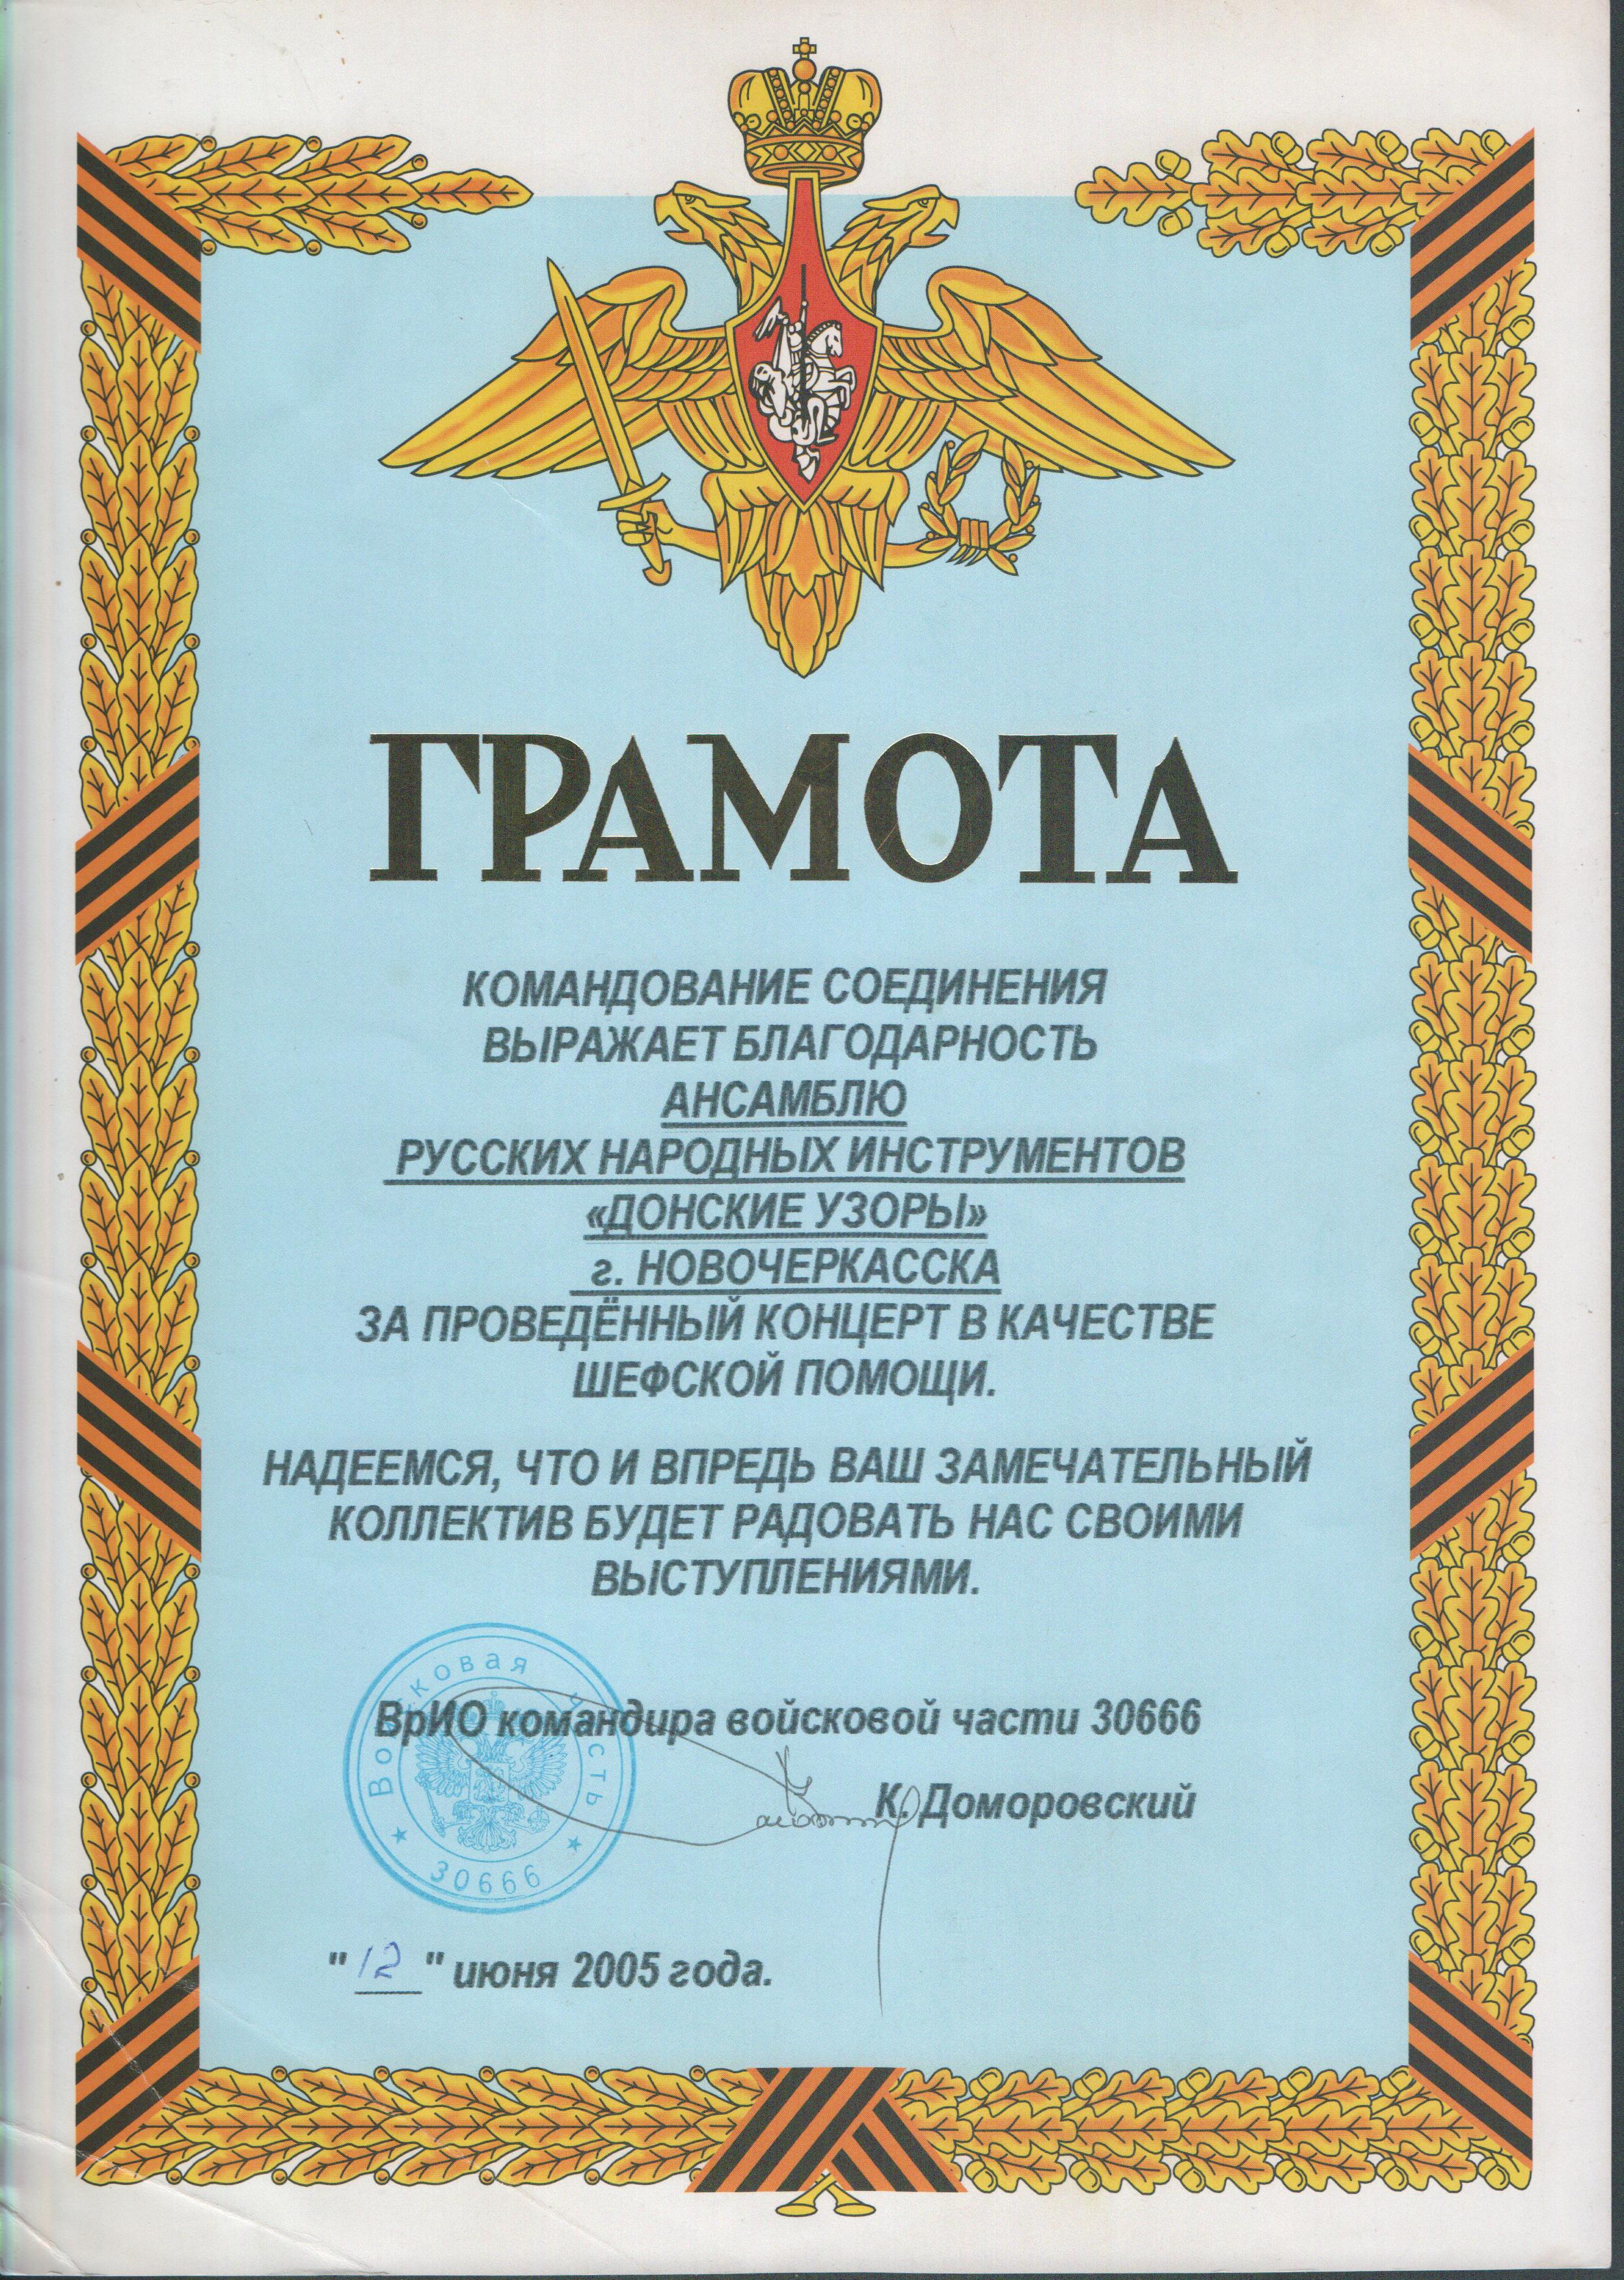 ГРАМОТА
КОМАНДОВАНИЕ СОЕДИНЕНИЯ
ВЫРАЖАЕТ БЛАГОДАРНОСТЬ
АНСАМБЛЮ
РУССКИХ НАРОДНЫХ ИНСТРУМЕНТОВ
«ДОНСКИЕ УЗОРЫ»
г. НОВОЧЕРКАССКА
ЗА ПРОВЕДЁННЫЙ КОНЦЕРТ В КАЧЕСТВЕ
ШЕФСКОЙ ПОМОЩИ.
НАДЕЕМСЯ, ЧТО И ВПРЕДЬ ВАШ ЗАМЕЧАТЕЛЬНЫЙ
КОЛЛЕКТИВ БУДЕТ РАДОВАТЬ НАС СВОИМИ
ВЫСТУПЛЕНИЯМИ.
ВрИО командира войсковой части 30666
К. Доморовский
Войсковая часть
30666
"12" июня 2005 года.